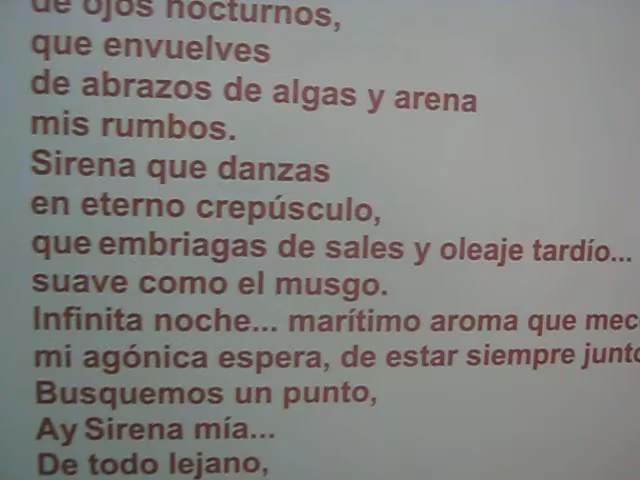 de ojos nocturnos,
que envuelves
de abrazos de algas y arena
mis rumbos.
Sirena que danzas
en eterno crepúsculo,
que embriagas de sales y oleaje tardío...
suave como el musgo.
Infinita noche... marítimo aroma que
mi agónica espera, de estar siempre
Busquemos un punto,
Ay Sirena mía...
De todo lejano,